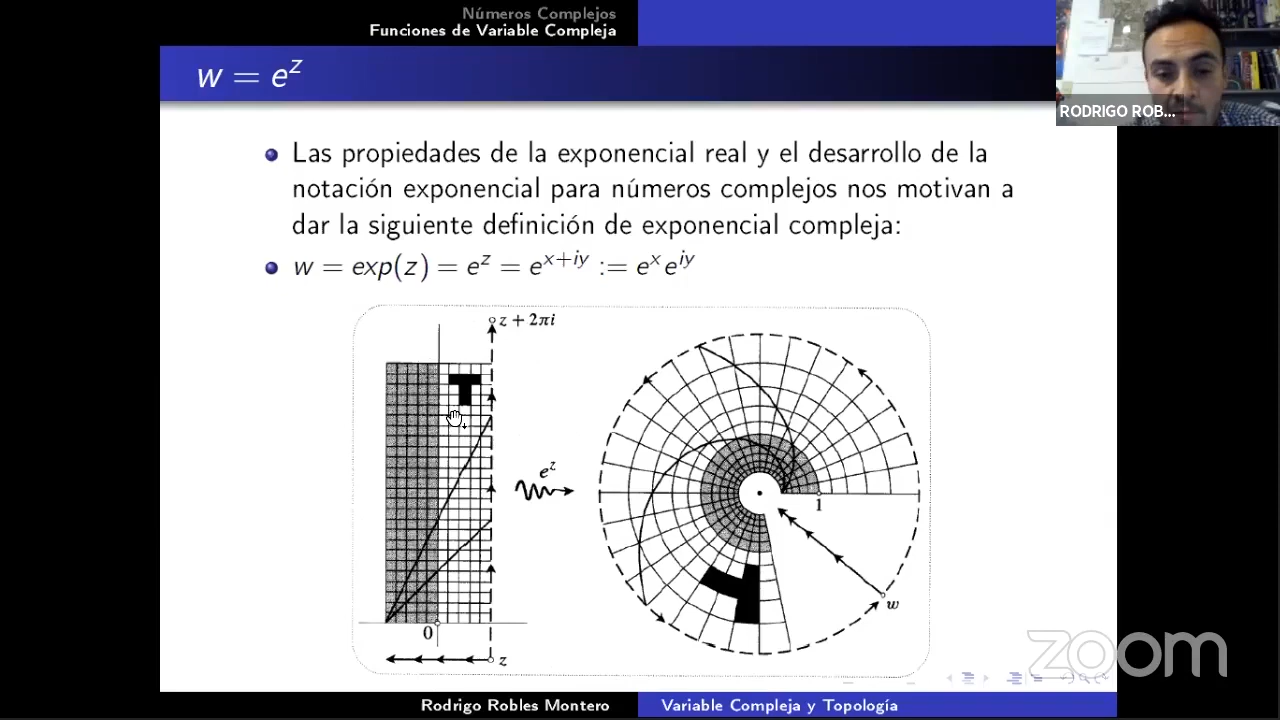 Números Complejos
Funciones de Variable Compleja
w = e^z
RODRIGO ROB...
Las propiedades de la exponencial real y el desarrollo de la
notación exponencial para números complejos nos motivan a
dar la siguiente definición de exponencial compleja:
w = exp(z) = e^z = e^{x+iy} := e^x e^{iy}
z + 2πi
e^z
1
w
0
z
zoom
Rodrigo Robles Montero
Variable Compleja y Topología